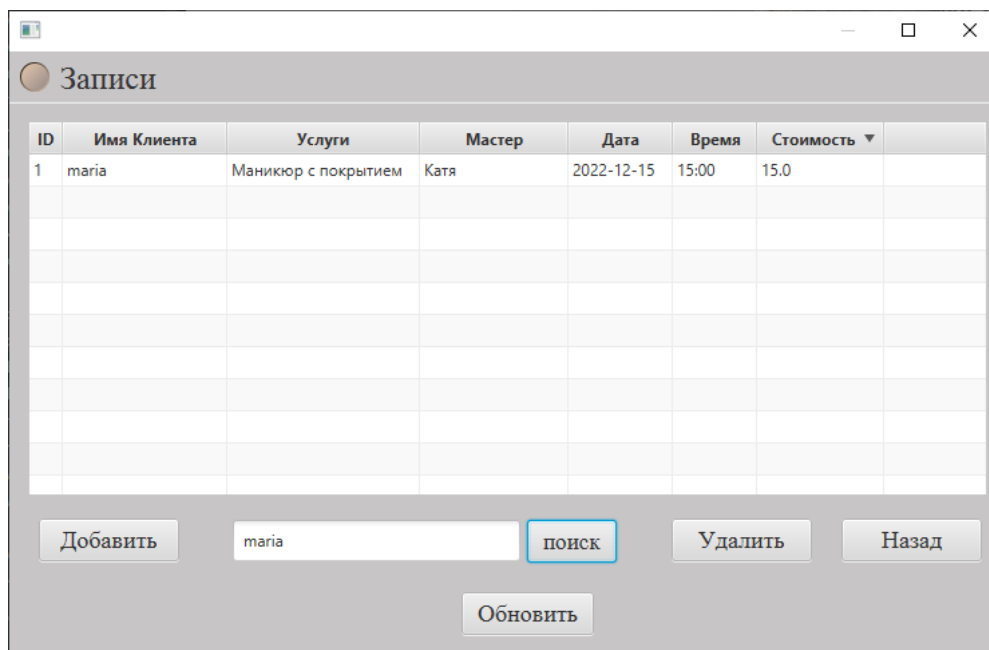 Записи
ID Имя Клиента Услуги Мастер Дата Время Стоимость
1 maria Маникюр с покрытием Катя 2022-12-15 15:00 15.0
Добавить maria поиск Удалить Назад
Обновить